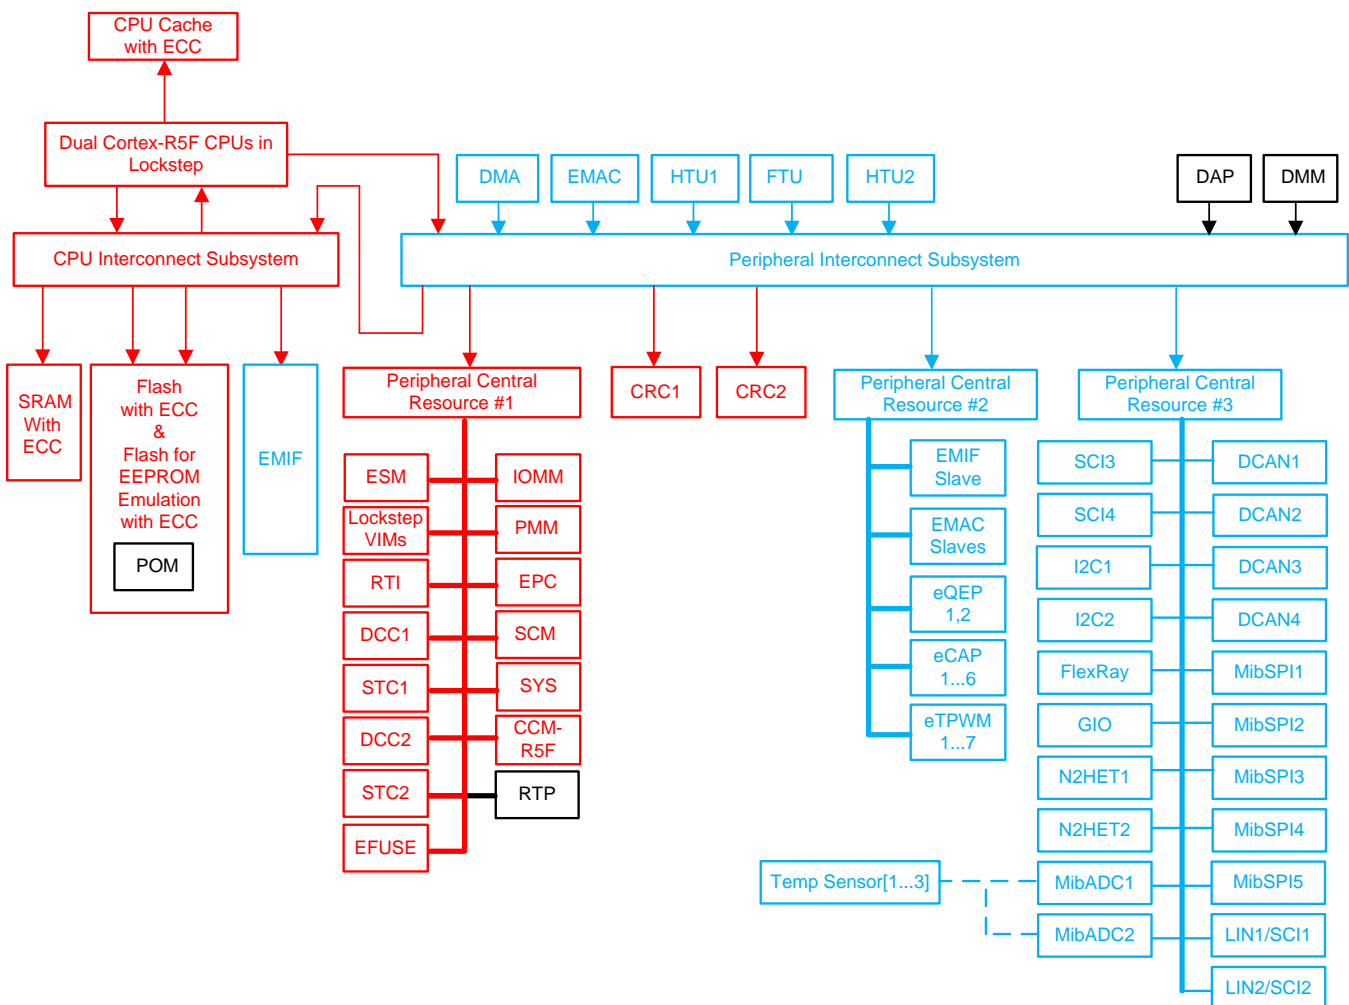 CPU Cache
with ECC
Dual Cortex-R5F CPUs in
Lockstep
DMA
EMAC
HTU1
FTU
HTU2
DAP
DMM
CPU Interconnect Subsystem
Peripheral Interconnect Subsystem
SRAM
With
ECC
Flash
with ECC
&
Flash for
EEPROM
Emulation
with ECC
POM
EMIF
Peripheral Central
Resource #1
CRC1
CRC2
Peripheral Central
Resource #2
Peripheral Central
Resource #3
ESM
IOMM
Lockstep
VIMs
PMM
RTI
EPC
DCC1
SCM
STC1
SYS
DCC2
CCM-
R5F
STC2
RTP
EFUSE
EMIF
Slave
EMAC
Slaves
eQEP
1,2
eCAP
1...6
eTPWM
1...7
SCI3
DCAN1
SCI4
DCAN2
I2C1
DCAN3
I2C2
DCAN4
FlexRay
MibSPI1
GIO
MibSPI2
N2HET1
MibSPI3
N2HET2
MibSPI4
Temp Sensor[1...3]
MibADC1
MibSPI5
MibADC2
LIN1/SCI1
LIN2/SCI2